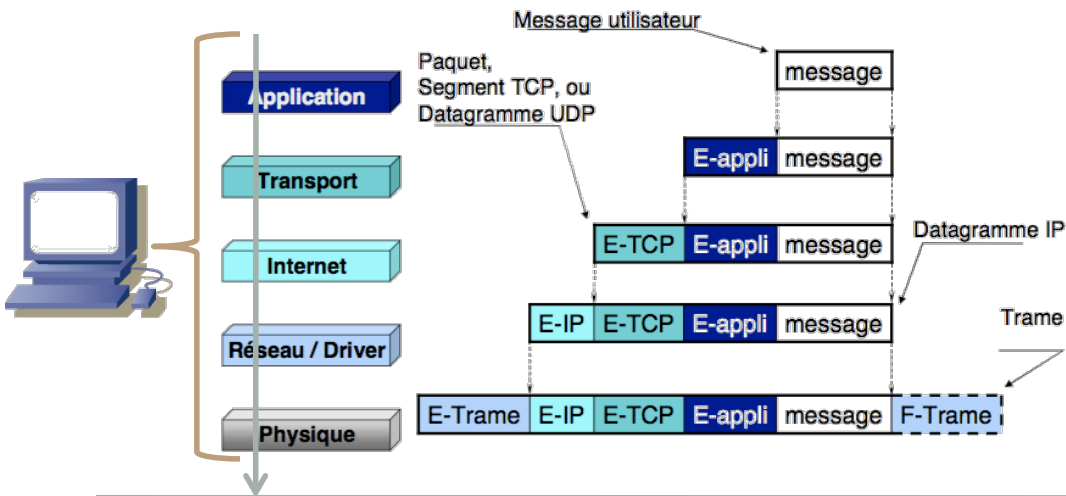 Message utilisateur
message
Paquet,
Segment TCP, ou
Datagramme UDP
Application
E-appli message
Transport
E-TCP E-appli message
Datagramme IP
Internet
E-IP E-TCP E-appli message
Trame
Réseau / Driver
E-Trame E-IP E-TCP E-appli message F-Trame
Physique